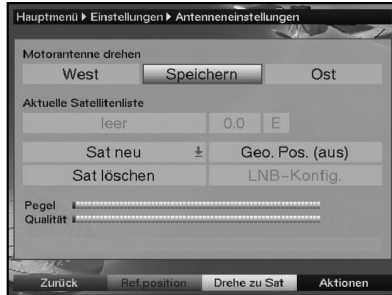 Hauptmenü ▸ Einstellungen ▸ Antenneneinstellungen
Motorantenne drehen
West Speichern Ost
Aktuelle Satellitenliste
leer 0.0 E
Sat neu Geo. Pos. (aus)
Sat löschen LNB-Konfig.
Pegel
Qualität
Zurück Ref.position Drehe zu Sat Aktionen